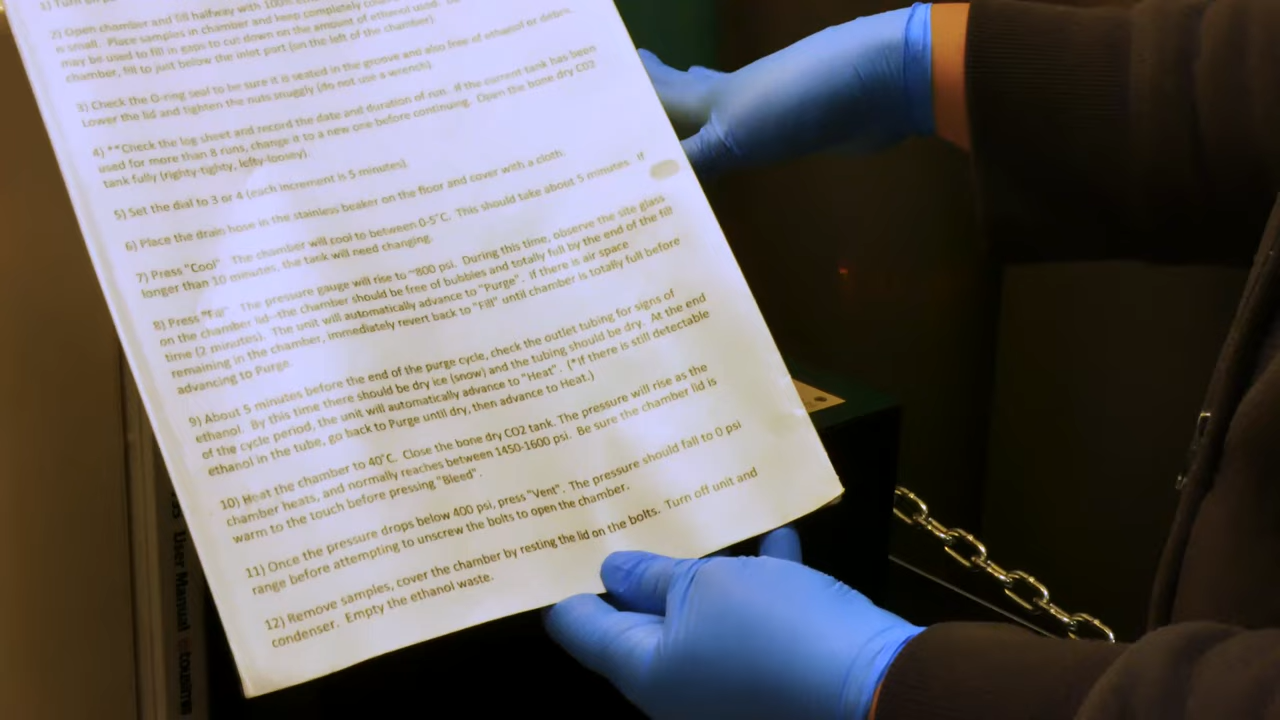 1) Turn on
2) Open chamber and fill halfway with 100%
is small. Place samples in chamber and keep completely
may be used to fill in gaps to cut down on the amount of ethanol used.
chamber, fill to just below the inlet port (on the left of the chamber).
3) Check the O-ring seal to be sure it is seated in the groove and also free of ethanol or debris.
Lower the lid and tighten the nuts snuggly (do not use a wrench).
4) **Check the log sheet and record the date and duration of run. If the current tank has been
used for more than 8 runs, change it to a new one before continuing. Open the bone dry CO2
tank fully (righty-tighty, lefty-loosey).
5) Set the dial to 3 or 4 (each increment is 5 minutes).
6) Place the drain hose in the stainless beaker on the floor and cover with a cloth.
7) Press "Cool". The chamber will cool to between 0-5°C. This should take about 5 minutes. If
longer than 10 minutes, the tank will need changing.
8) Press "Fill". The pressure gauge will rise to ~800 psi. During this time, observe the site glass
on the chamber lid--the chamber should be free of bubbles and totally full by the end of the fill
time (2 minutes). The unit will automatically advance to "Purge". If there is air space
remaining in the chamber, immediately revert back to "Fill" until chamber is totally full before
advancing to Purge.
9) About 5 minutes before the end of the purge cycle, check the outlet tubing for signs of
ethanol. By this time there should be dry ice (snow) and the tubing should be dry. At the end
of the cycle period, the unit will automatically advance to "Heat". (*If there is still detectable
ethanol in the tube, go back to Purge until dry, then advance to Heat.)
10) Heat the chamber to 40°C. Close the bone dry CO2 tank. The pressure will rise as the
chamber heats, and normally reaches between 1450-1600 psi. Be sure the chamber lid is
warm to the touch before pressing "Bleed".
11) Once the pressure drops below 400 psi, press "Vent". The pressure should fall to 0 psi
range before attempting to unscrew the bolts to open the chamber.
12) Remove samples, cover the chamber by resting the lid on the bolts. Turn off unit and
condenser. Empty the ethanol waste.
User Manual
tousimis